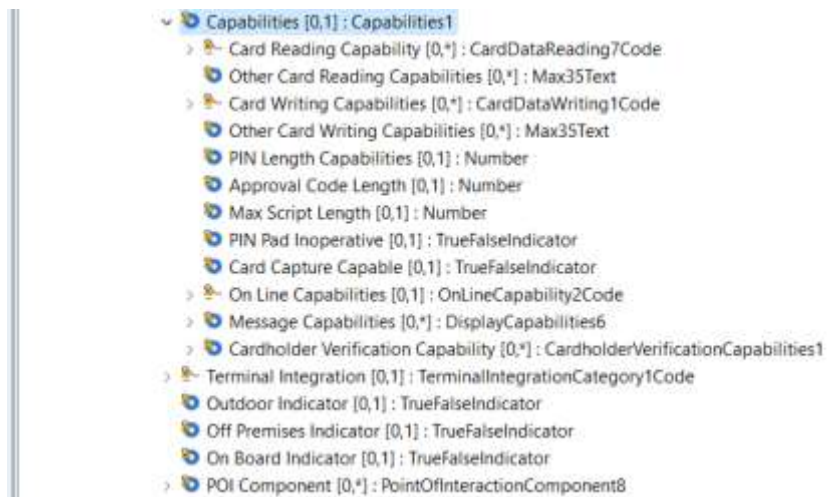 Capabilities [0,1] : Capabilities1
Card Reading Capability [0,*] : CardDataReading7Code
Other Card Reading Capabilities [0,*] : Max35Text
Card Writing Capabilities [0,*] : CardDataWriting1Code
Other Card Writing Capabilities [0,*] : Max35Text
PIN Length Capabilities [0,1] : Number
Approval Code Length [0,1] : Number
Max Script Length [0,1] : Number
PIN Pad Inoperative [0,1] : TrueFalseIndicator
Card Capture Capable [0,1] : TrueFalseIndicator
On Line Capabilities [0,1] : OnLineCapability2Code
Message Capabilities [0,*] : DisplayCapabilities6
Cardholder Verification Capability [0,*] : CardholderVerificationCapabilities1
Terminal Integration [0,1] : TerminalIntegrationCategory1Code
Outdoor Indicator [0,1] : TrueFalseIndicator
Off Premises Indicator [0,1] : TrueFalseIndicator
On Board Indicator [0,1] : TrueFalseIndicator
POI Component [0,*] : PointOfInteractionComponent8